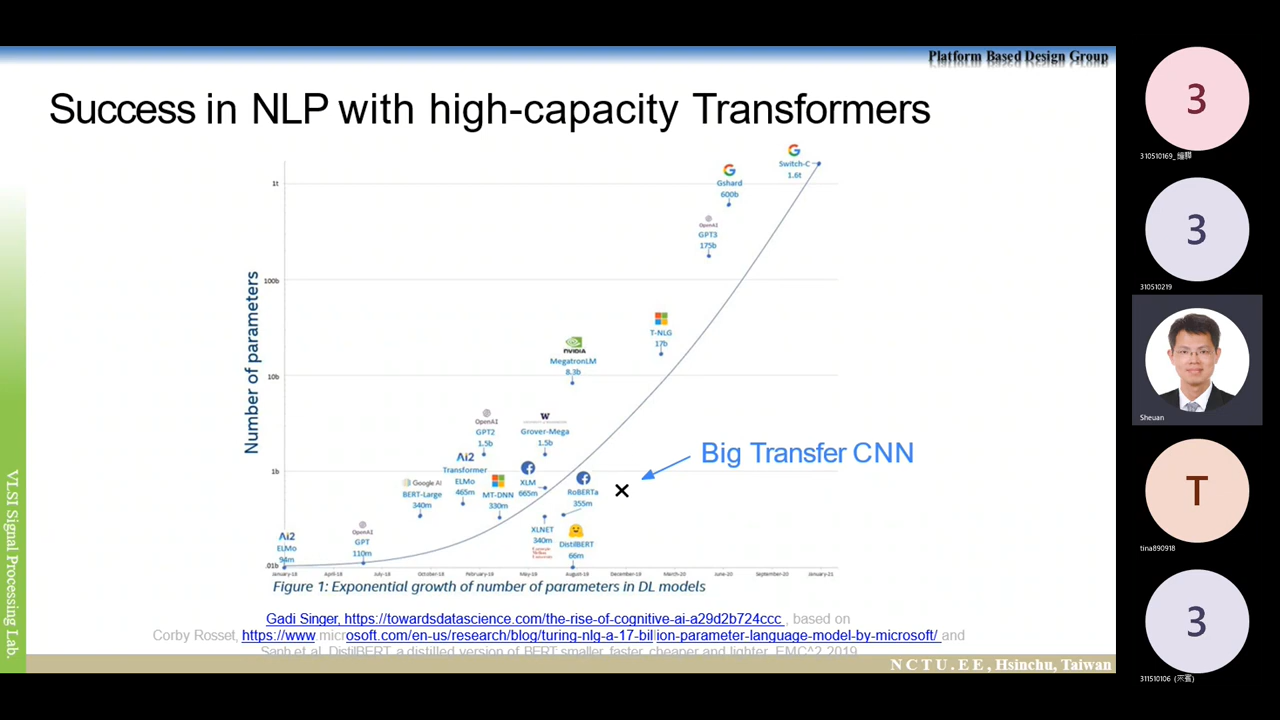 Platform Based Design Group
Success in NLP with high-capacity Transformers
Number of parameters
1t
100b
10b
1b
.01b
Switch-C
1.6t
Gshard
600b
OpenAI
GPT3
175b
T-NLG
17b
NVIDIA
MegatronLM
8.3b
OpenAI
GPT2
1.5b
W
Grover-Mega
1.5b
Big Transfer CNN
Ai2
Transformer
ELMo
465m
Google AI
BERT-Large
340m
MT-DNN
330m
XLM
665m
RoBERTa
355m
XLNET
340m
DistilBERT
66m
OpenAI
GPT
110m
Ai2
ELMo
94m
January-18 April-18 July-18 October-18 February-19 May-19 August-19 December-19 March-20 June-20 September-20 January-21
Figure 1: Exponential growth of number of parameters in DL models
Gadi Singer, https://towardsdatascience.com/the-rise-of-cognitive-ai-a29d2b724ccc , based on
Corby Rosset, https://www.microsoft.com/en-us/research/blog/turing-nlg-a-17-billion-parameter-language-model-by-microsoft/ and
Sanh et al, DistilBERT, a distilled version of BERT: smaller, faster, cheaper and lighter, EMC^2 2019
VLSI Signal Processing Lab.
N C T U . E E , Hsinchu, Taiwan
3
310510169_
3
310510219
Sheuan
T
tina890918
3
311510106